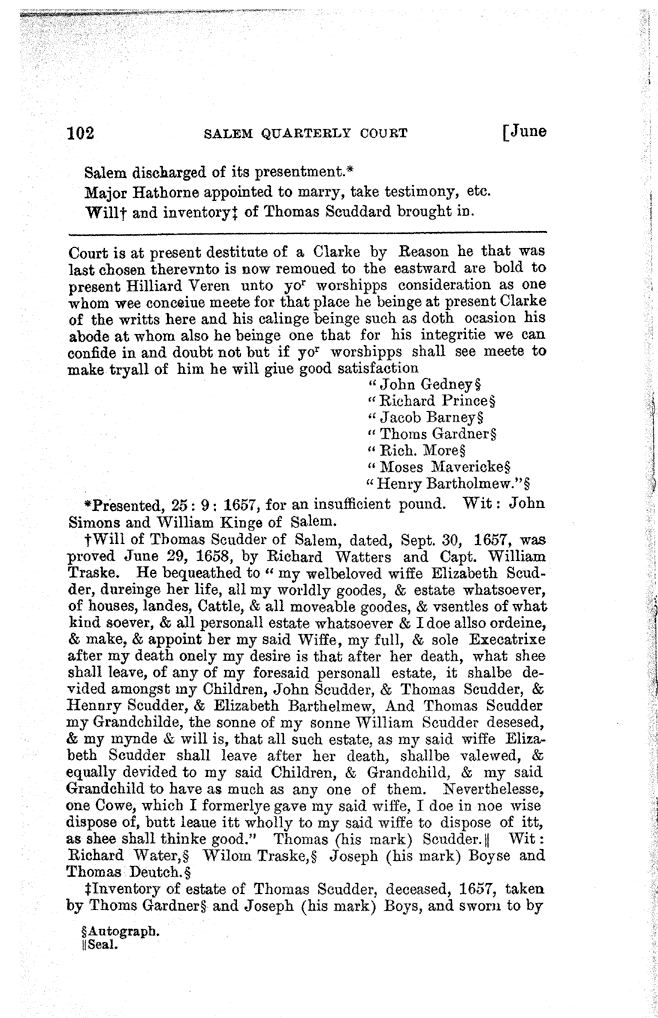 102 SALEM QUARTERLY COURT [June
Salem discharged of its presentment.*
Major Hathorne appointed to marry, take testimony, etc.
Will† and inventory‡ of Thomas Scuddard brought in.
Court is at present destitute of a Clarke by Reason he that was
last chosen therevnto is now remoued to the eastward are bold to
present Hilliard Veren unto yoʳ worshipps consideration as one
whom wee conceiue meete for that place he beinge at present Clarke
of the writts here and his calinge beinge such as doth ocasion his
abode at whom also he beinge one that for his integritie we can
confide in and doubt not but if yoʳ worshipps shall see meete to
make tryall of him he will giue good satisfaction
“John Gedney§
“Richard Prince§
“Jacob Barney§
“Thoms Gardner§
“Rich. More§
“Moses Mavericke§
“Henry Bartholmew.”§
*Presented, 25 : 9 : 1657, for an insufficient pound. Wit : John
Simons and William Kinge of Salem.
†Will of Thomas Scudder of Salem, dated, Sept. 30, 1657, was
proved June 29, 1658, by Richard Watters and Capt. William
Traske. He bequeathed to “ my welbeloved wiffe Elizabeth Scud-
der, dureinge her life, all my worldly goodes, & estate whatsoever,
of houses, landes, Cattle, & all moveable goodes, & vsentles of what
kind soever, & all personall estate whatsoever & I doe allso ordeine,
& make, & appoint her my said Wiffe, my full, & sole Execatrixe
after my death onely my desire is that after her death, what shee
shall leave, of any of my foresaid personall estate, it shalbe de-
vided amongst my Children, John Scudder, & Thomas Scudder, &
Hennry Scudder, & Elizabeth Barthelmew, And Thomas Scudder
my Grandchilde, the sonne of my sonne William Scudder desesed,
& my mynde & will is, that all such estate, as my said wiffe Eliza-
beth Scudder shall leave after her death, shallbe valewed, &
equally devided to my said Children, & Grandchild, & my said
Grandchild to have as much as any one of them. Neverthelesse,
one Cowe, which I formerlye gave my said wiffe, I doe in noe wise
dispose of, butt leaue itt wholly to my said wiffe to dispose of itt,
as shee shall thinke good.” Thomas (his mark) Scudder.‖ Wit :
Richard Water,§ Wilom Traske,§ Joseph (his mark) Boyse and
Thomas Deutch.§
‡Inventory of estate of Thomas Scudder, deceased, 1657, taken
by Thoms Gardner§ and Joseph (his mark) Boys, and sworn to by
§Autograph.
‖Seal.